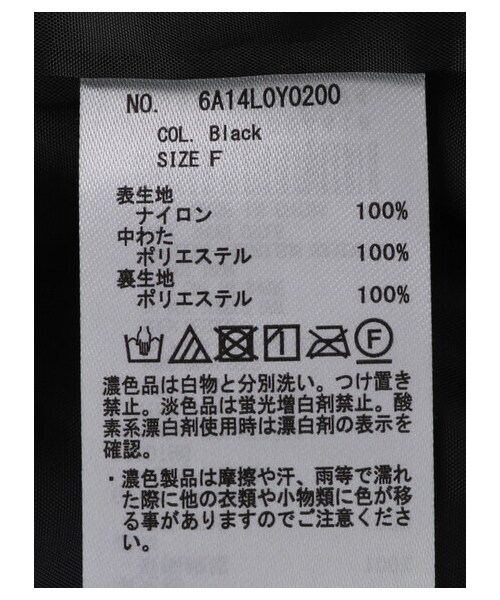 NO. 6A14L0Y0200
COL. Black
SIZE F
表生地
ナイロン 100%
中わた
ポリエステル 100%
裏生地
ポリエステル 100%
F
濃色品は白物と分別洗い。つけ置き
禁止。淡色品は蛍光増白剤禁止。酸
素系漂白剤使用時は漂白剤の表示を
確認。
・濃色製品は摩擦や汗、雨等で濡れ
た際に他の衣類や小物類に色が移
る事がありますのでご注意くださ
い。